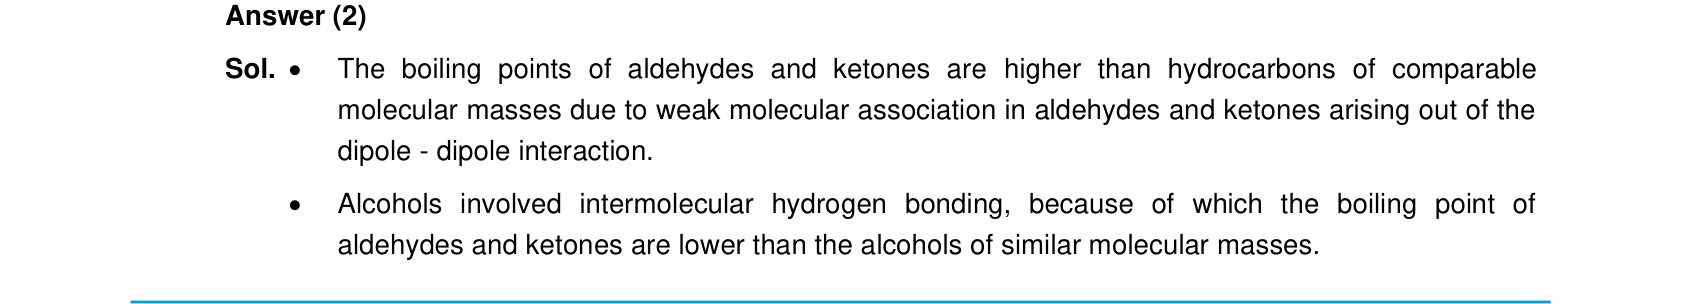 Answer (2)
Sol. • The boiling points of aldehydes and ketones are higher than hydrocarbons of comparable
molecular masses due to weak molecular association in aldehydes and ketones arising out of the
dipole - dipole interaction.
• Alcohols involved intermolecular hydrogen bonding, because of which the boiling point of
aldehydes and ketones are lower than the alcohols of similar molecular masses.